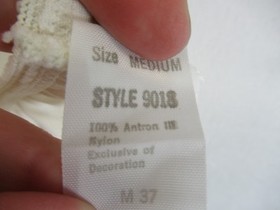 Size MEDIUM
STYLE 9018
100% Antron III
Nylon
Exclusive of
Decoration
M 37